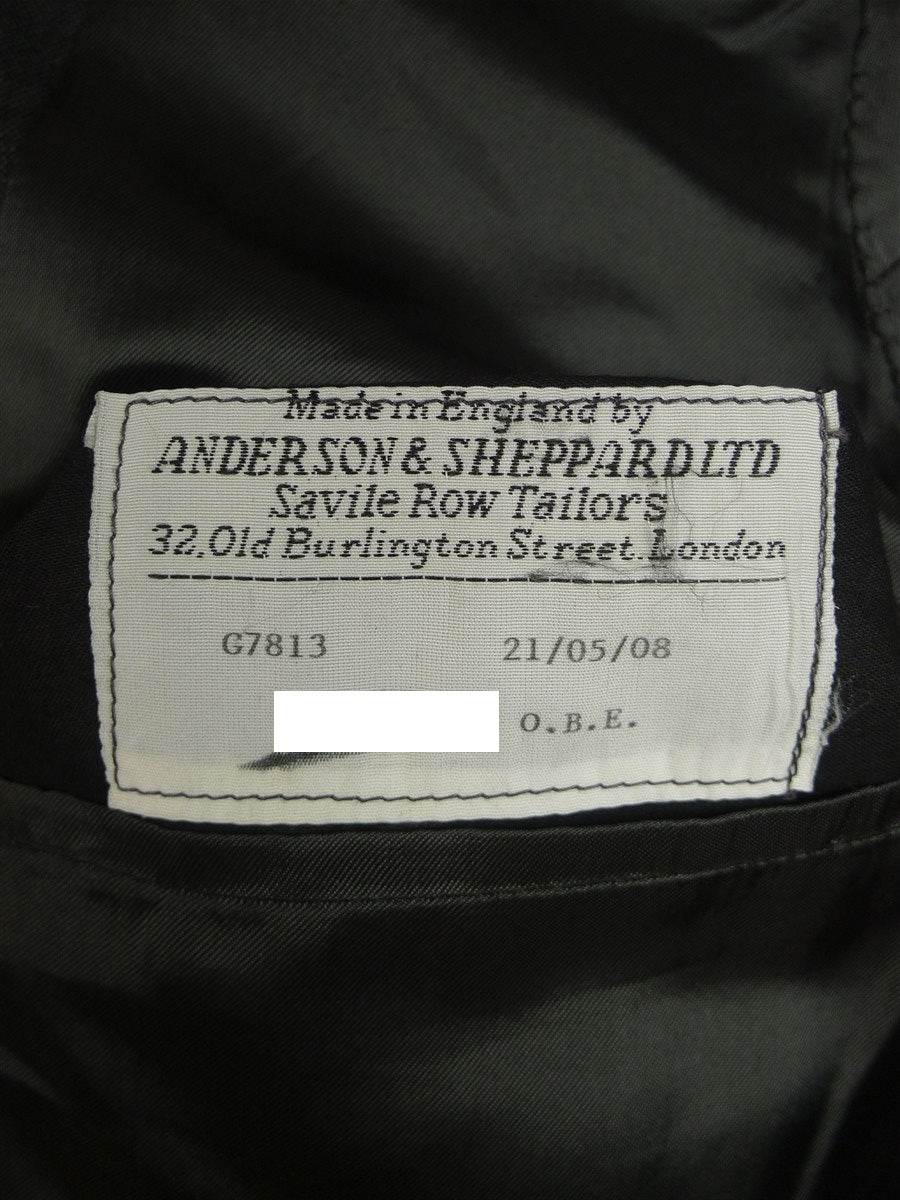 Made in England by
ANDERSON & SHEPPARD LTD
Savile Row Tailors
32, Old Burlington Street. London
G7813 21/05/08
O.B.E.